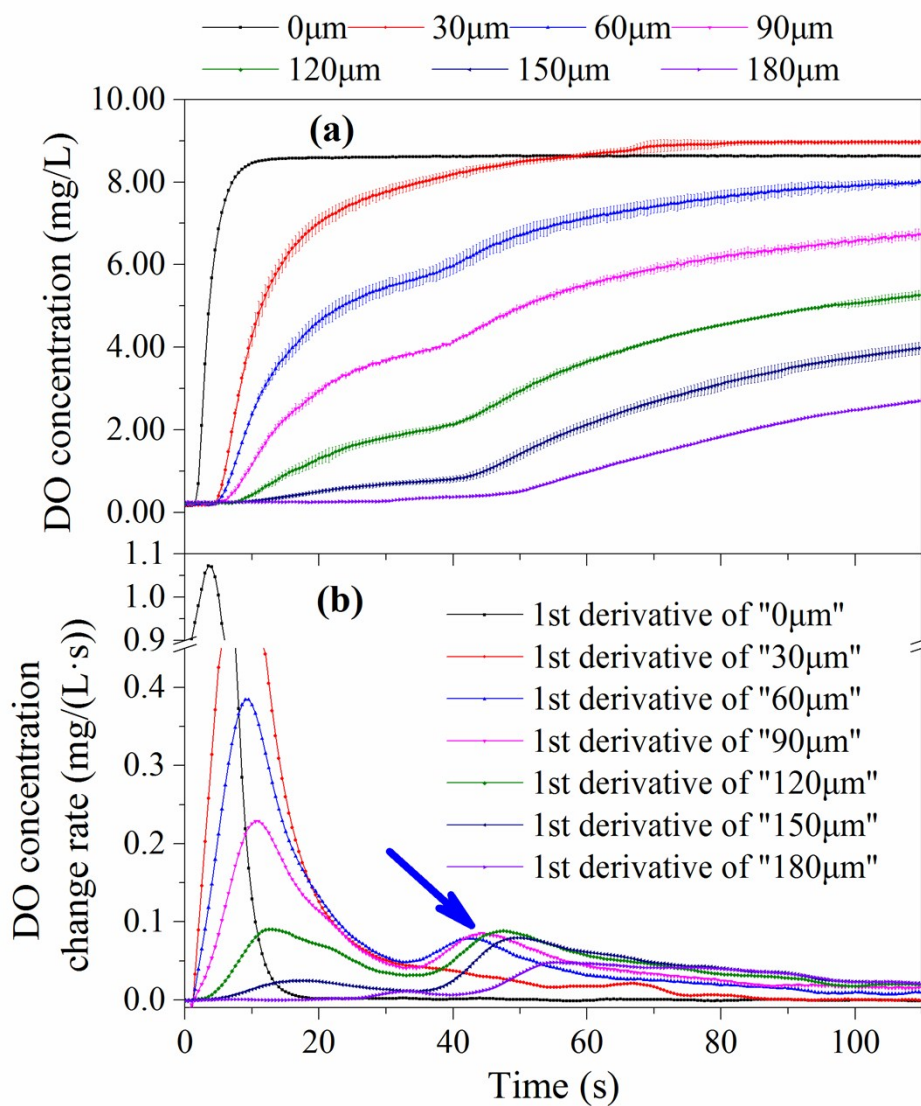 0μm 30μm 60μm 90μm
120μm 150μm 180μm
(a)
DO concentration (mg/L)
10.00
8.00
6.00
4.00
2.00
0.00
(b)
DO concentration
change rate (mg/(L·s))
1.1
1.0
0.9
0.4
0.3
0.2
0.1
0.0
1st derivative of "0μm"
1st derivative of "30μm"
1st derivative of "60μm"
1st derivative of "90μm"
1st derivative of "120μm"
1st derivative of "150μm"
1st derivative of "180μm"
0 20 40 60 80 100
Time (s)